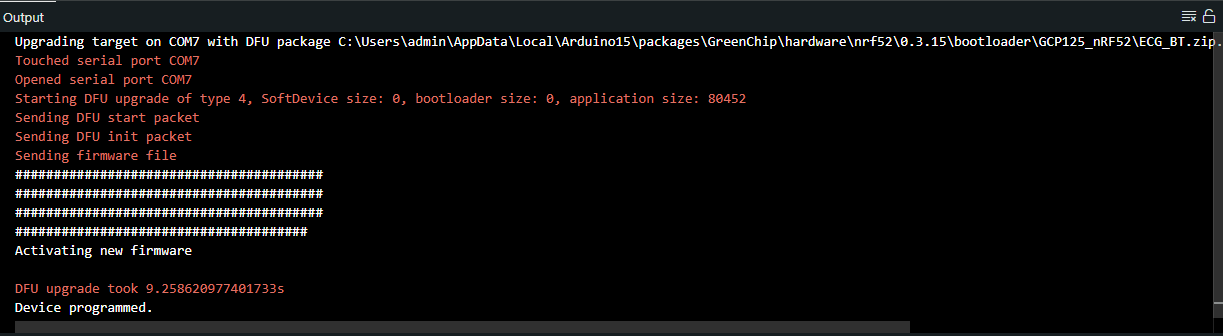 Output
Upgrading target on COM7 with DFU package C:\Users\admin\AppData\Local\Arduino15\packages\GreenChip\hardware\nrf52\0.3.15\bootloader\GCP125_nRF52\ECG_BT.zip.
Touched serial port COM7
Opened serial port COM7
Starting DFU upgrade of type 4, SoftDevice size: 0, bootloader size: 0, application size: 80452
Sending DFU start packet
Sending DFU init packet
Sending firmware file
########################################
########################################
########################################
######################################
Activating new firmware
DFU upgrade took 9.258620977401733s
Device programmed.